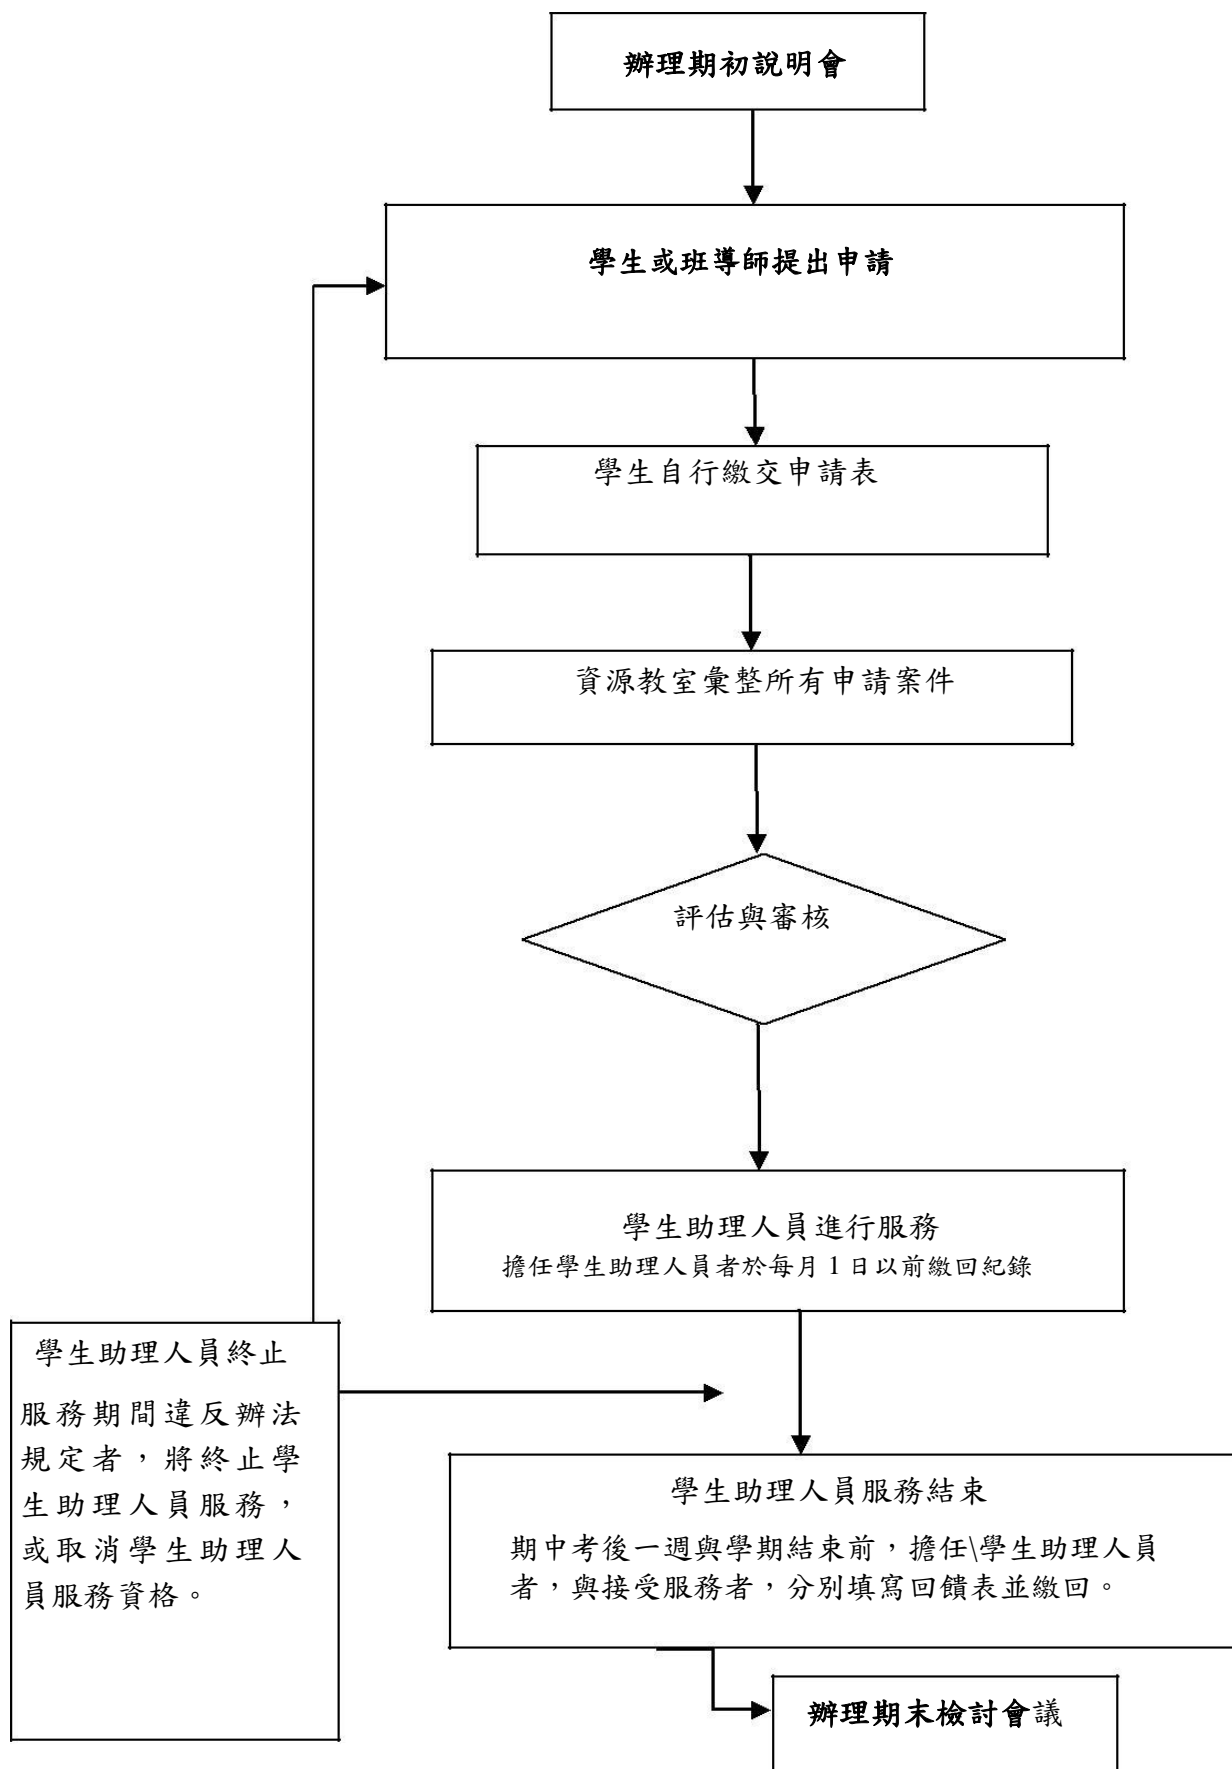 辦理期初說明會
學生或班導師提出申請
學生自行繳交申請表
資源教室彙整所有申請案件
評估與審核
學生助理人員進行服務
擔任學生助理人員者於每月 1 日以前繳回紀錄
學生助理人員終止
服務期間違反辦法
規定者，將終止學
生助理人員服務，
或取消學生助理人
員服務資格。
學生助理人員服務結束
期中考後一週與學期結束前，擔任\學生助理人員
者，與接受服務者，分別填寫回饋表並繳回。
辦理期末檢討會議